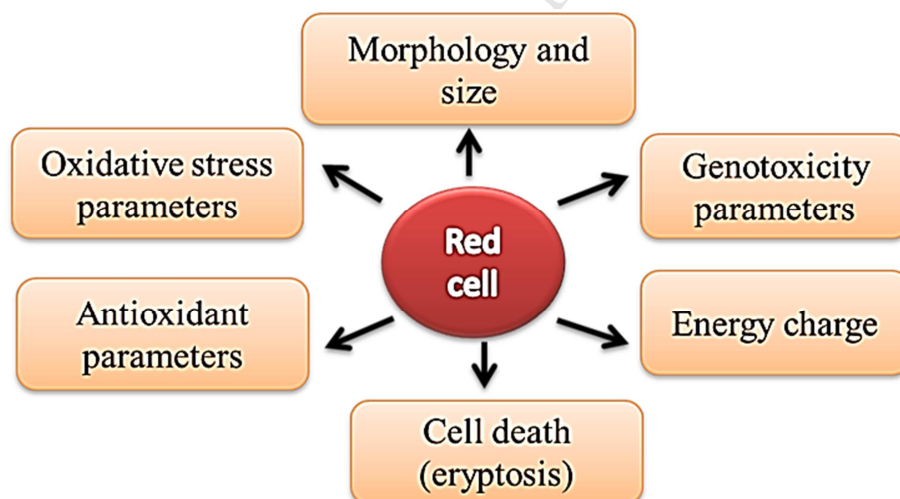 Morphology and
size
Oxidative stress
parameters
Genotoxicity
parameters
Red
cell
Antioxidant
parameters
Energy charge
Cell death
(eryptosis)